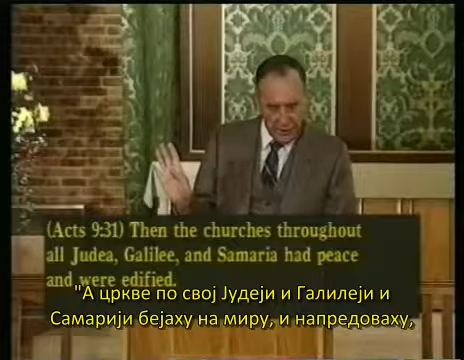 (Acts 9:31) Then the churches throughout
all Judea, Galilee, and Samaria had peace
and were edified.
"А цркве по свој Јудеји и Галилеји и
Самарији бејаху на миру, и напредоваху,